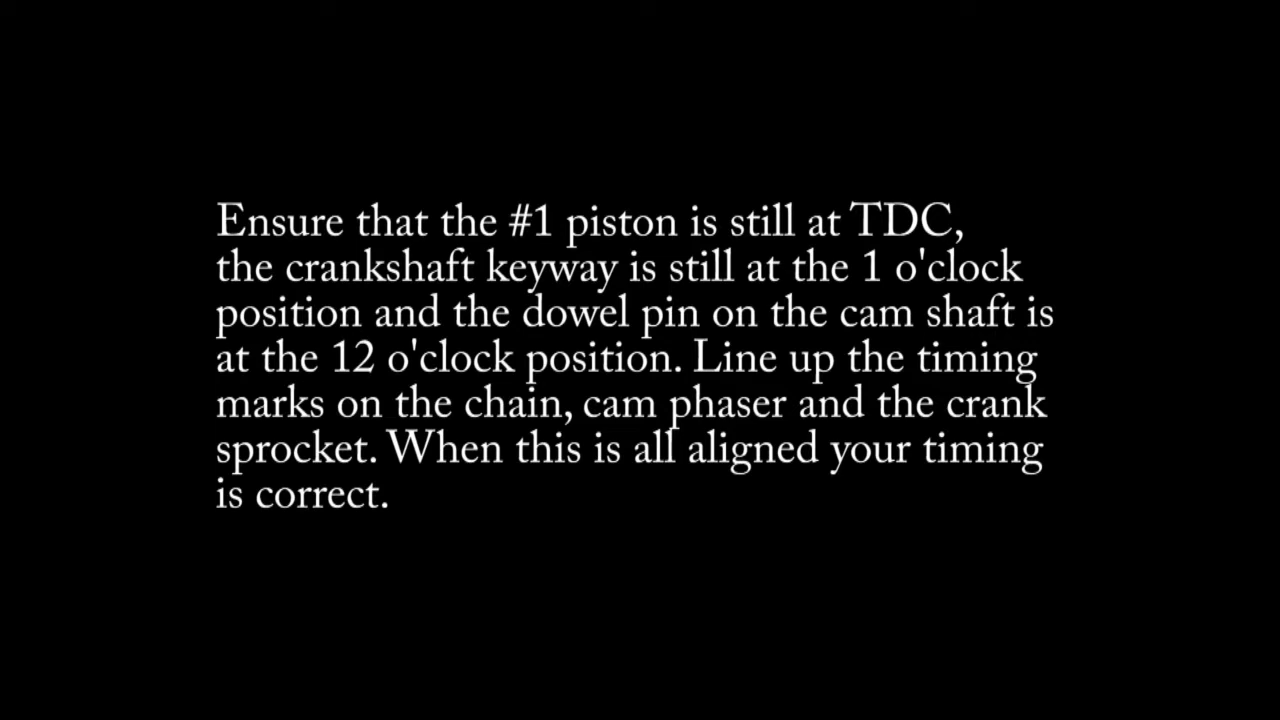 Ensure that the #1 piston is still at TDC,
the crankshaft keyway is still at the 1 o'clock
position and the dowel pin on the cam shaft is
at the 12 o'clock position. Line up the timing
marks on the chain, cam phaser and the crank
sprocket. When this is all aligned your timing
is correct.